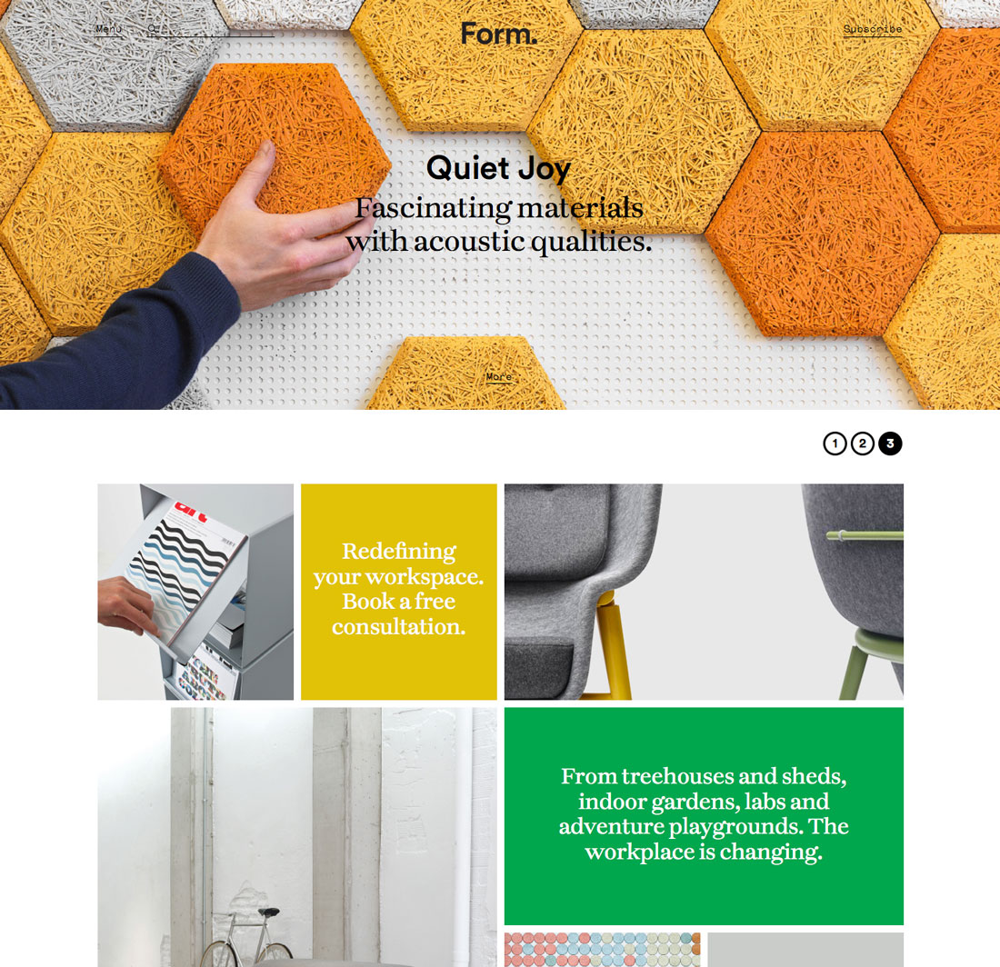 Menu
Form.
Subscribe
Quiet Joy
Fascinating materials
with acoustic qualities.
More
1 2 3
Redefining
your workspace.
Book a free
consultation.
From treehouses and sheds,
indoor gardens, labs and
adventure playgrounds. The
workplace is changing.